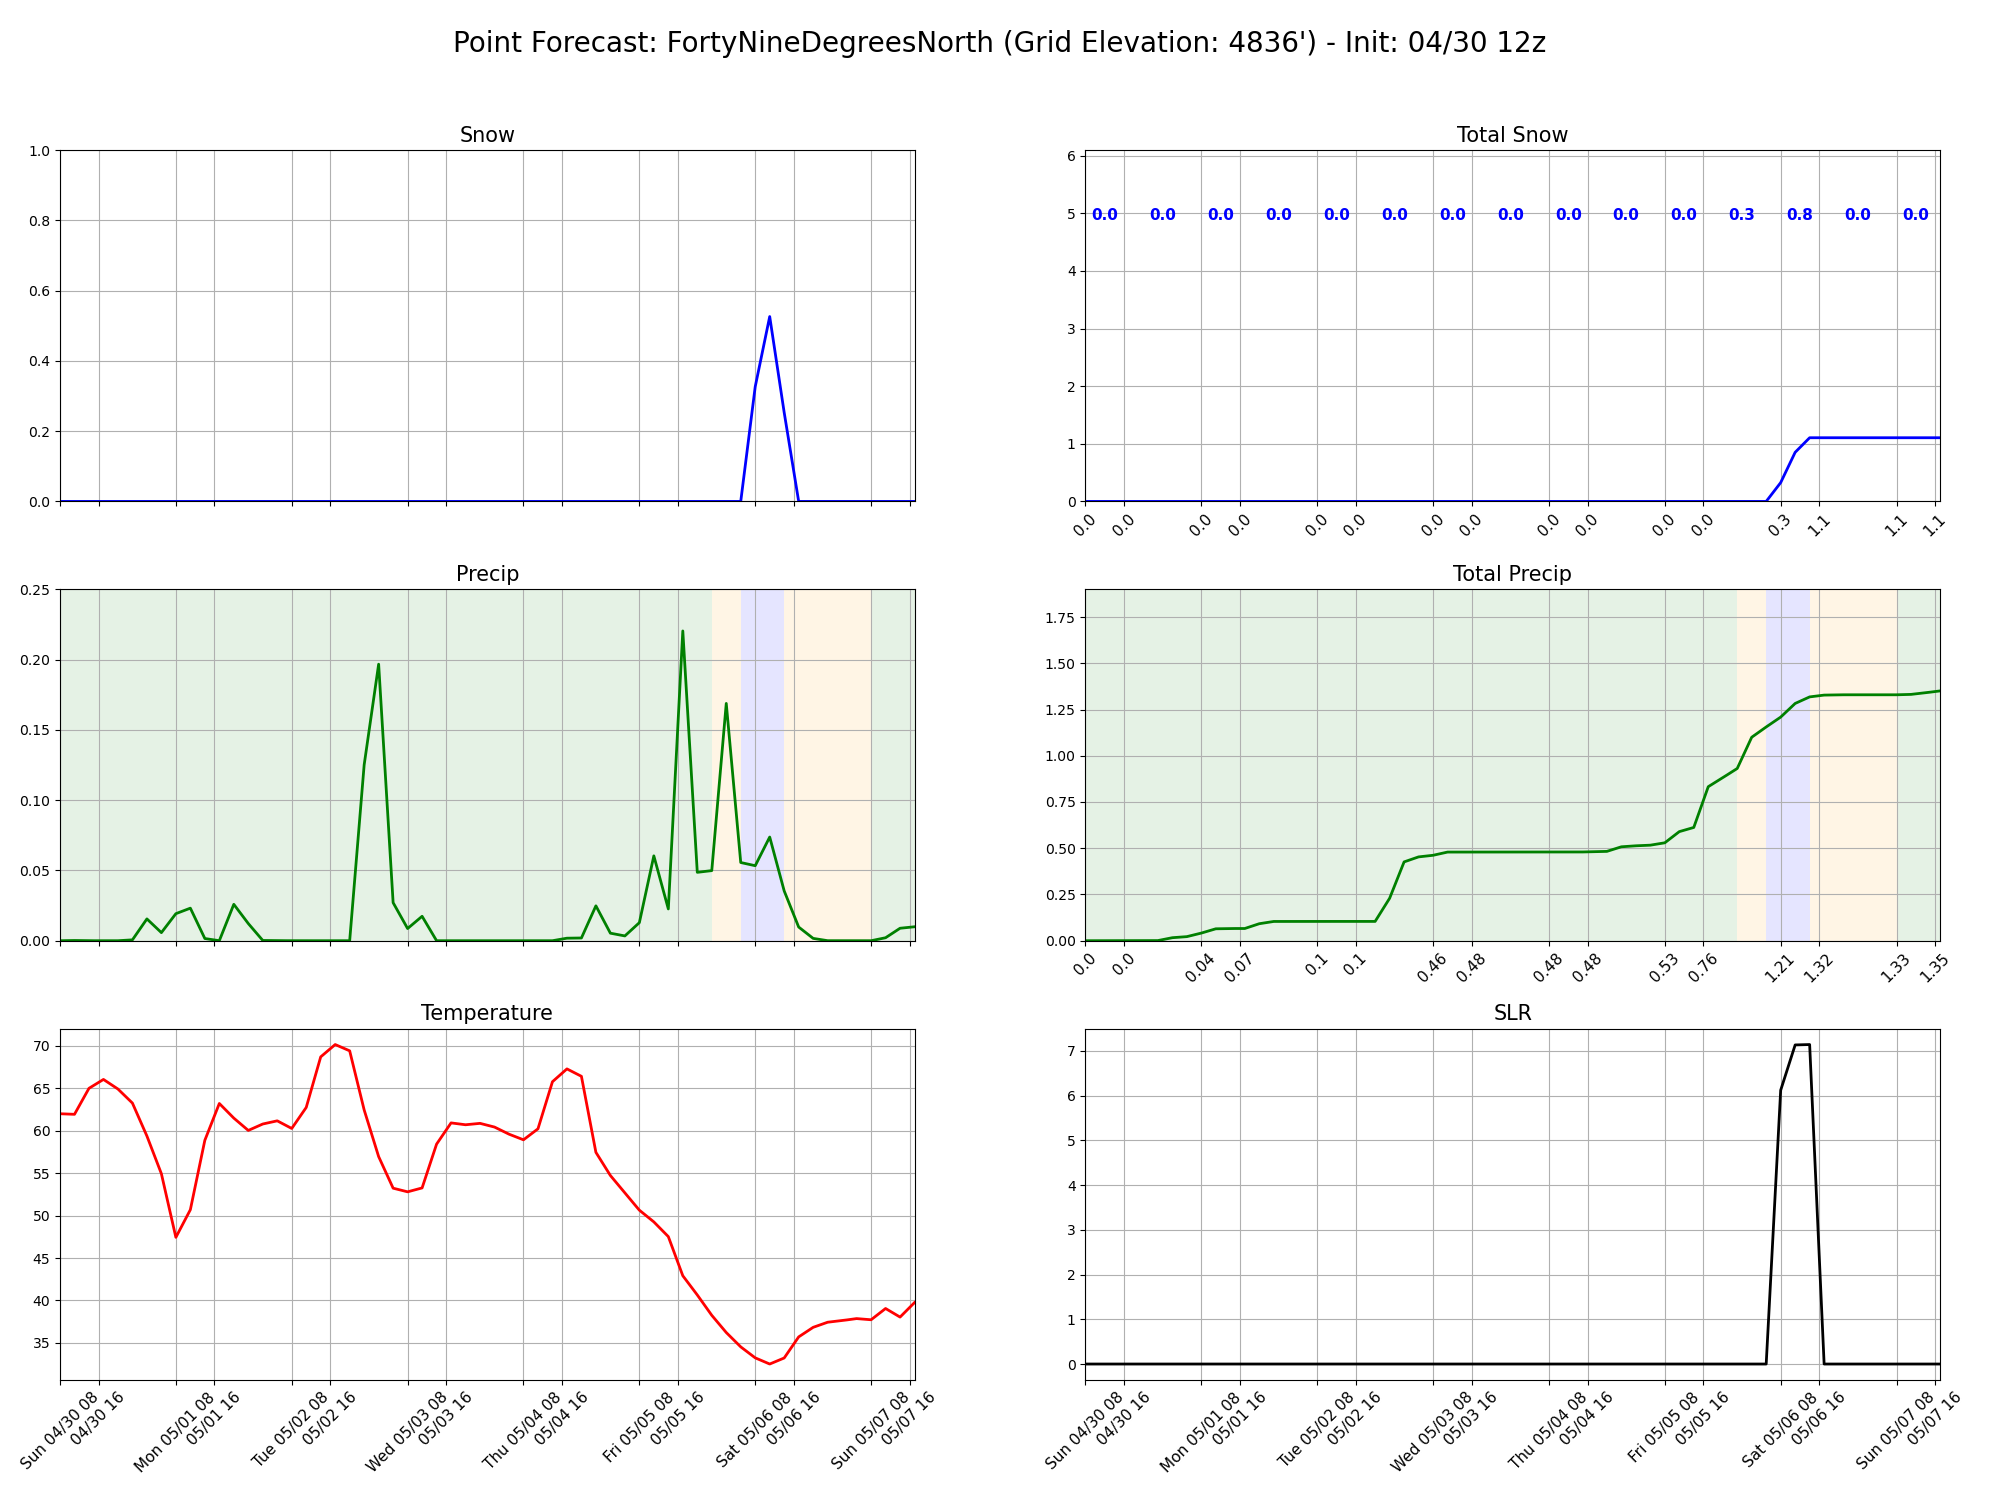 Point Forecast: FortyNineDegreesNorth (Grid Elevation: 4836') - Init: 04/30 12z
Snow
1.0
0.8
0.6
0.4
0.2
0.0
Total Snow
6
5
4
3
2
1
0
0.0 0.0 0.0 0.0 0.0 0.0 0.0 0.0 0.0 0.0 0.0 0.3 0.8 0.0 0.0
0.0 0.0 0.0 0.0 0.0 0.0 0.0 0.0 0.0 0.0 0.0 0.0 0.3 1.1 1.1 1.1
Precip
0.25
0.20
0.15
0.10
0.05
0.00
Total Precip
1.75
1.50
1.25
1.00
0.75
0.50
0.25
0.00
0.0 0.0 0.04 0.07 0.1 0.1 0.46 0.48 0.48 0.48 0.53 0.76 1.21 1.32 1.33 1.35
Temperature
70
65
60
55
50
45
40
35
Sun 04/30 08
04/30 16
Mon 05/01 08
05/01 16
Tue 05/02 08
05/02 16
Wed 05/03 08
05/03 16
Thu 05/04 08
05/04 16
Fri 05/05 08
05/05 16
Sat 05/06 08
05/06 16
Sun 05/07 08
05/07 16
SLR
7
6
5
4
3
2
1
0
Sun 04/30 08
04/30 16
Mon 05/01 08
05/01 16
Tue 05/02 08
05/02 16
Wed 05/03 08
05/03 16
Thu 05/04 08
05/04 16
Fri 05/05 08
05/05 16
Sat 05/06 08
05/06 16
Sun 05/07 08
05/07 16